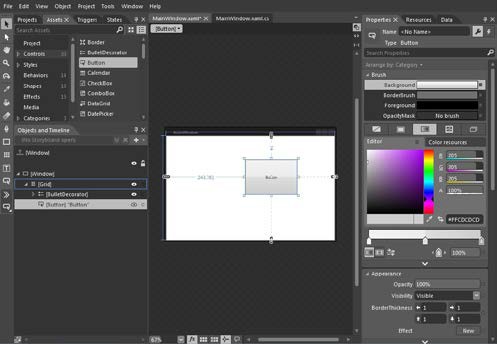 File Edit View Object Project Tools Window Help
Projects Assets Triggers States
Search Assets
Project
Controls
Styles
Behaviors 14
Shapes
Effects
Media
Categories
Border
BulletDecorator
Button
Calendar
CheckBox
ComboBox
DataGrid
DatePicker
Objects and Timeline
(No Storyboard open)
[Window]
[Window]
[Grid]
[BulletDecorator]
[Button] "Button"
MainWindow.xaml* MainWindow.xaml.cs
[Button]
Button
67%
Properties Resources Data
Name <No Name>
Type Button
Search Properties
Arrange by: Category
Brush
Background
BorderBrush
Foreground
OpacityMask No brush
Editor Color resources
R 205
G 205
B 205
A 100%
#FFCDCDCD
100%
Appearance
Opacity 100%
Visibility Visible
BorderThickness 1 1
1 1
Effect New